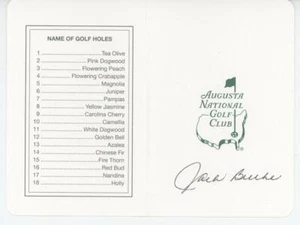 NAME OF GOLF HOLES
1 Tea Olive
2 Pink Dogwood
3 Flowering Peach
4 Flowering Crabapple
5 Magnolia
6 Juniper
7 Pampas
8 Yellow Jasmine
9 Carolina Cherry
10 Camellia
11 White Dogwood
12 Golden Bell
13 Azalea
14 Chinese Fir
15 Fire Thorn
16 Red Bud
17 Nandina
18 Holly
AUGUSTA
NATIONAL
GOLF
CLUB
Jack Burke